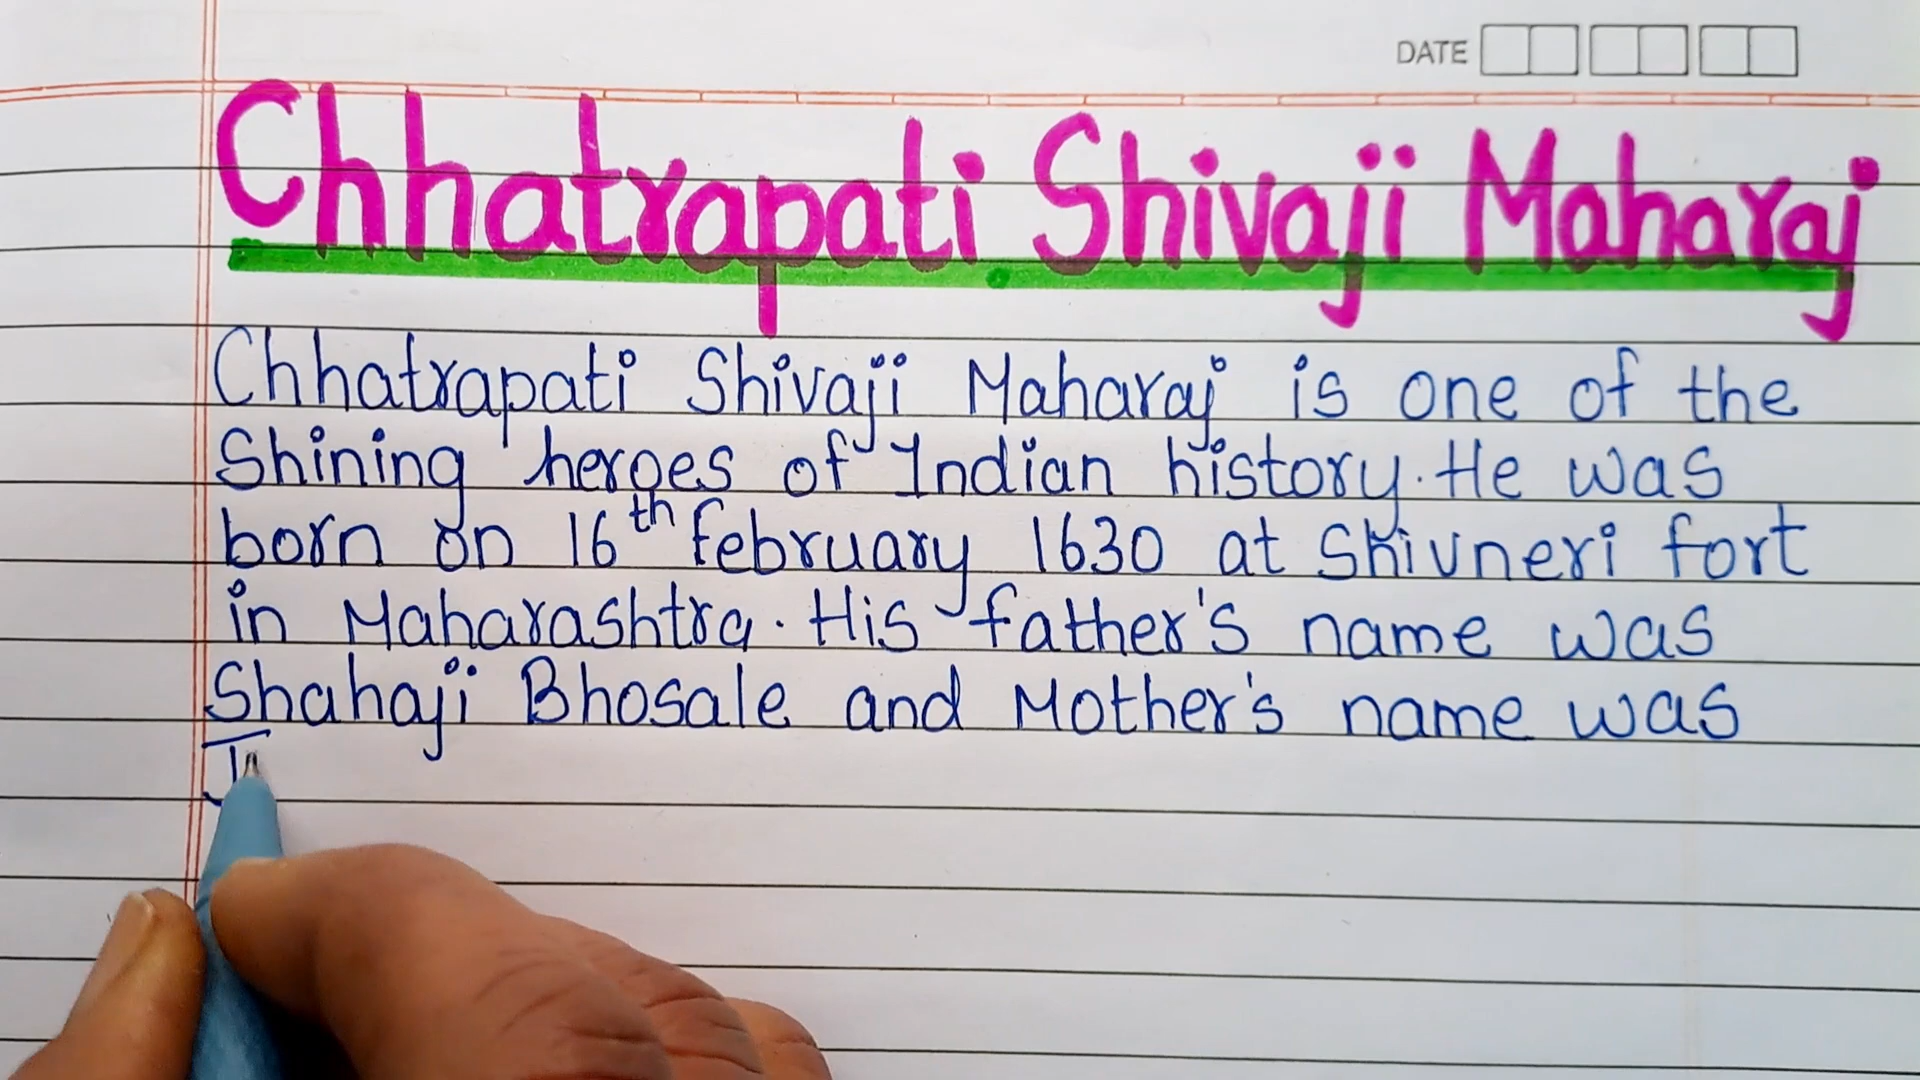 DATE
Chhatrapati Shivaji Maharaj
Chhatrapati Shivaji Maharaj is one of the
Shining heroes of Indian history. He was
born on 16th february 1630 at Shivneri fort
in Maharashtra. His father's name was
Shahaji Bhosale and Mother's name was